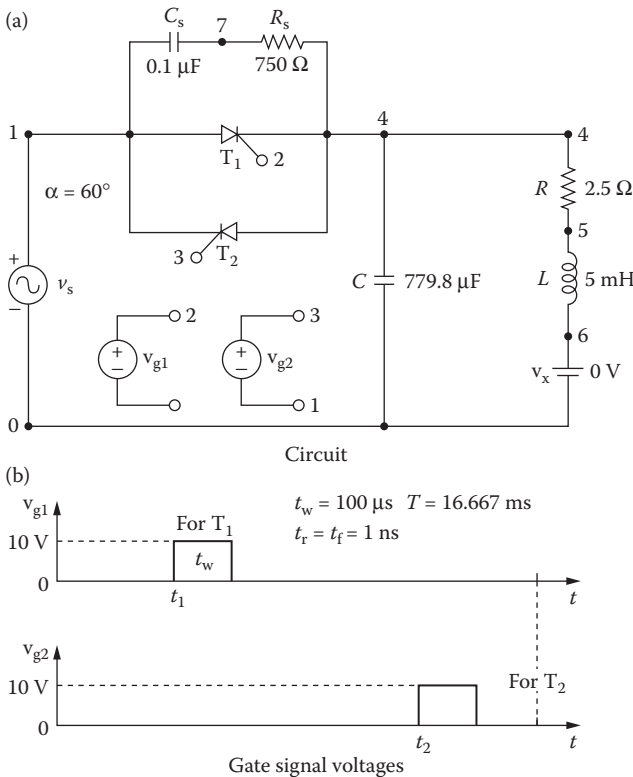 (a)
C_s 7 R_s
0.1 μF 750 Ω
1
4
4
T_1 2
α = 60°
R 2.5 Ω
3 T_2
5
+
v_s
−
C 779.8 μF
L 5 mH
2 3
+
−
v_g1
+
−
v_g2
6
v_x 0 V
1
0
Circuit
(b)
v_g1
For T_1
t_w = 100 μs T = 16.667 ms
t_r = t_f = 1 ns
10 V
t_w
0
t_1
t
v_g2
10 V
For T_2
0
t_2
t
Gate signal voltages